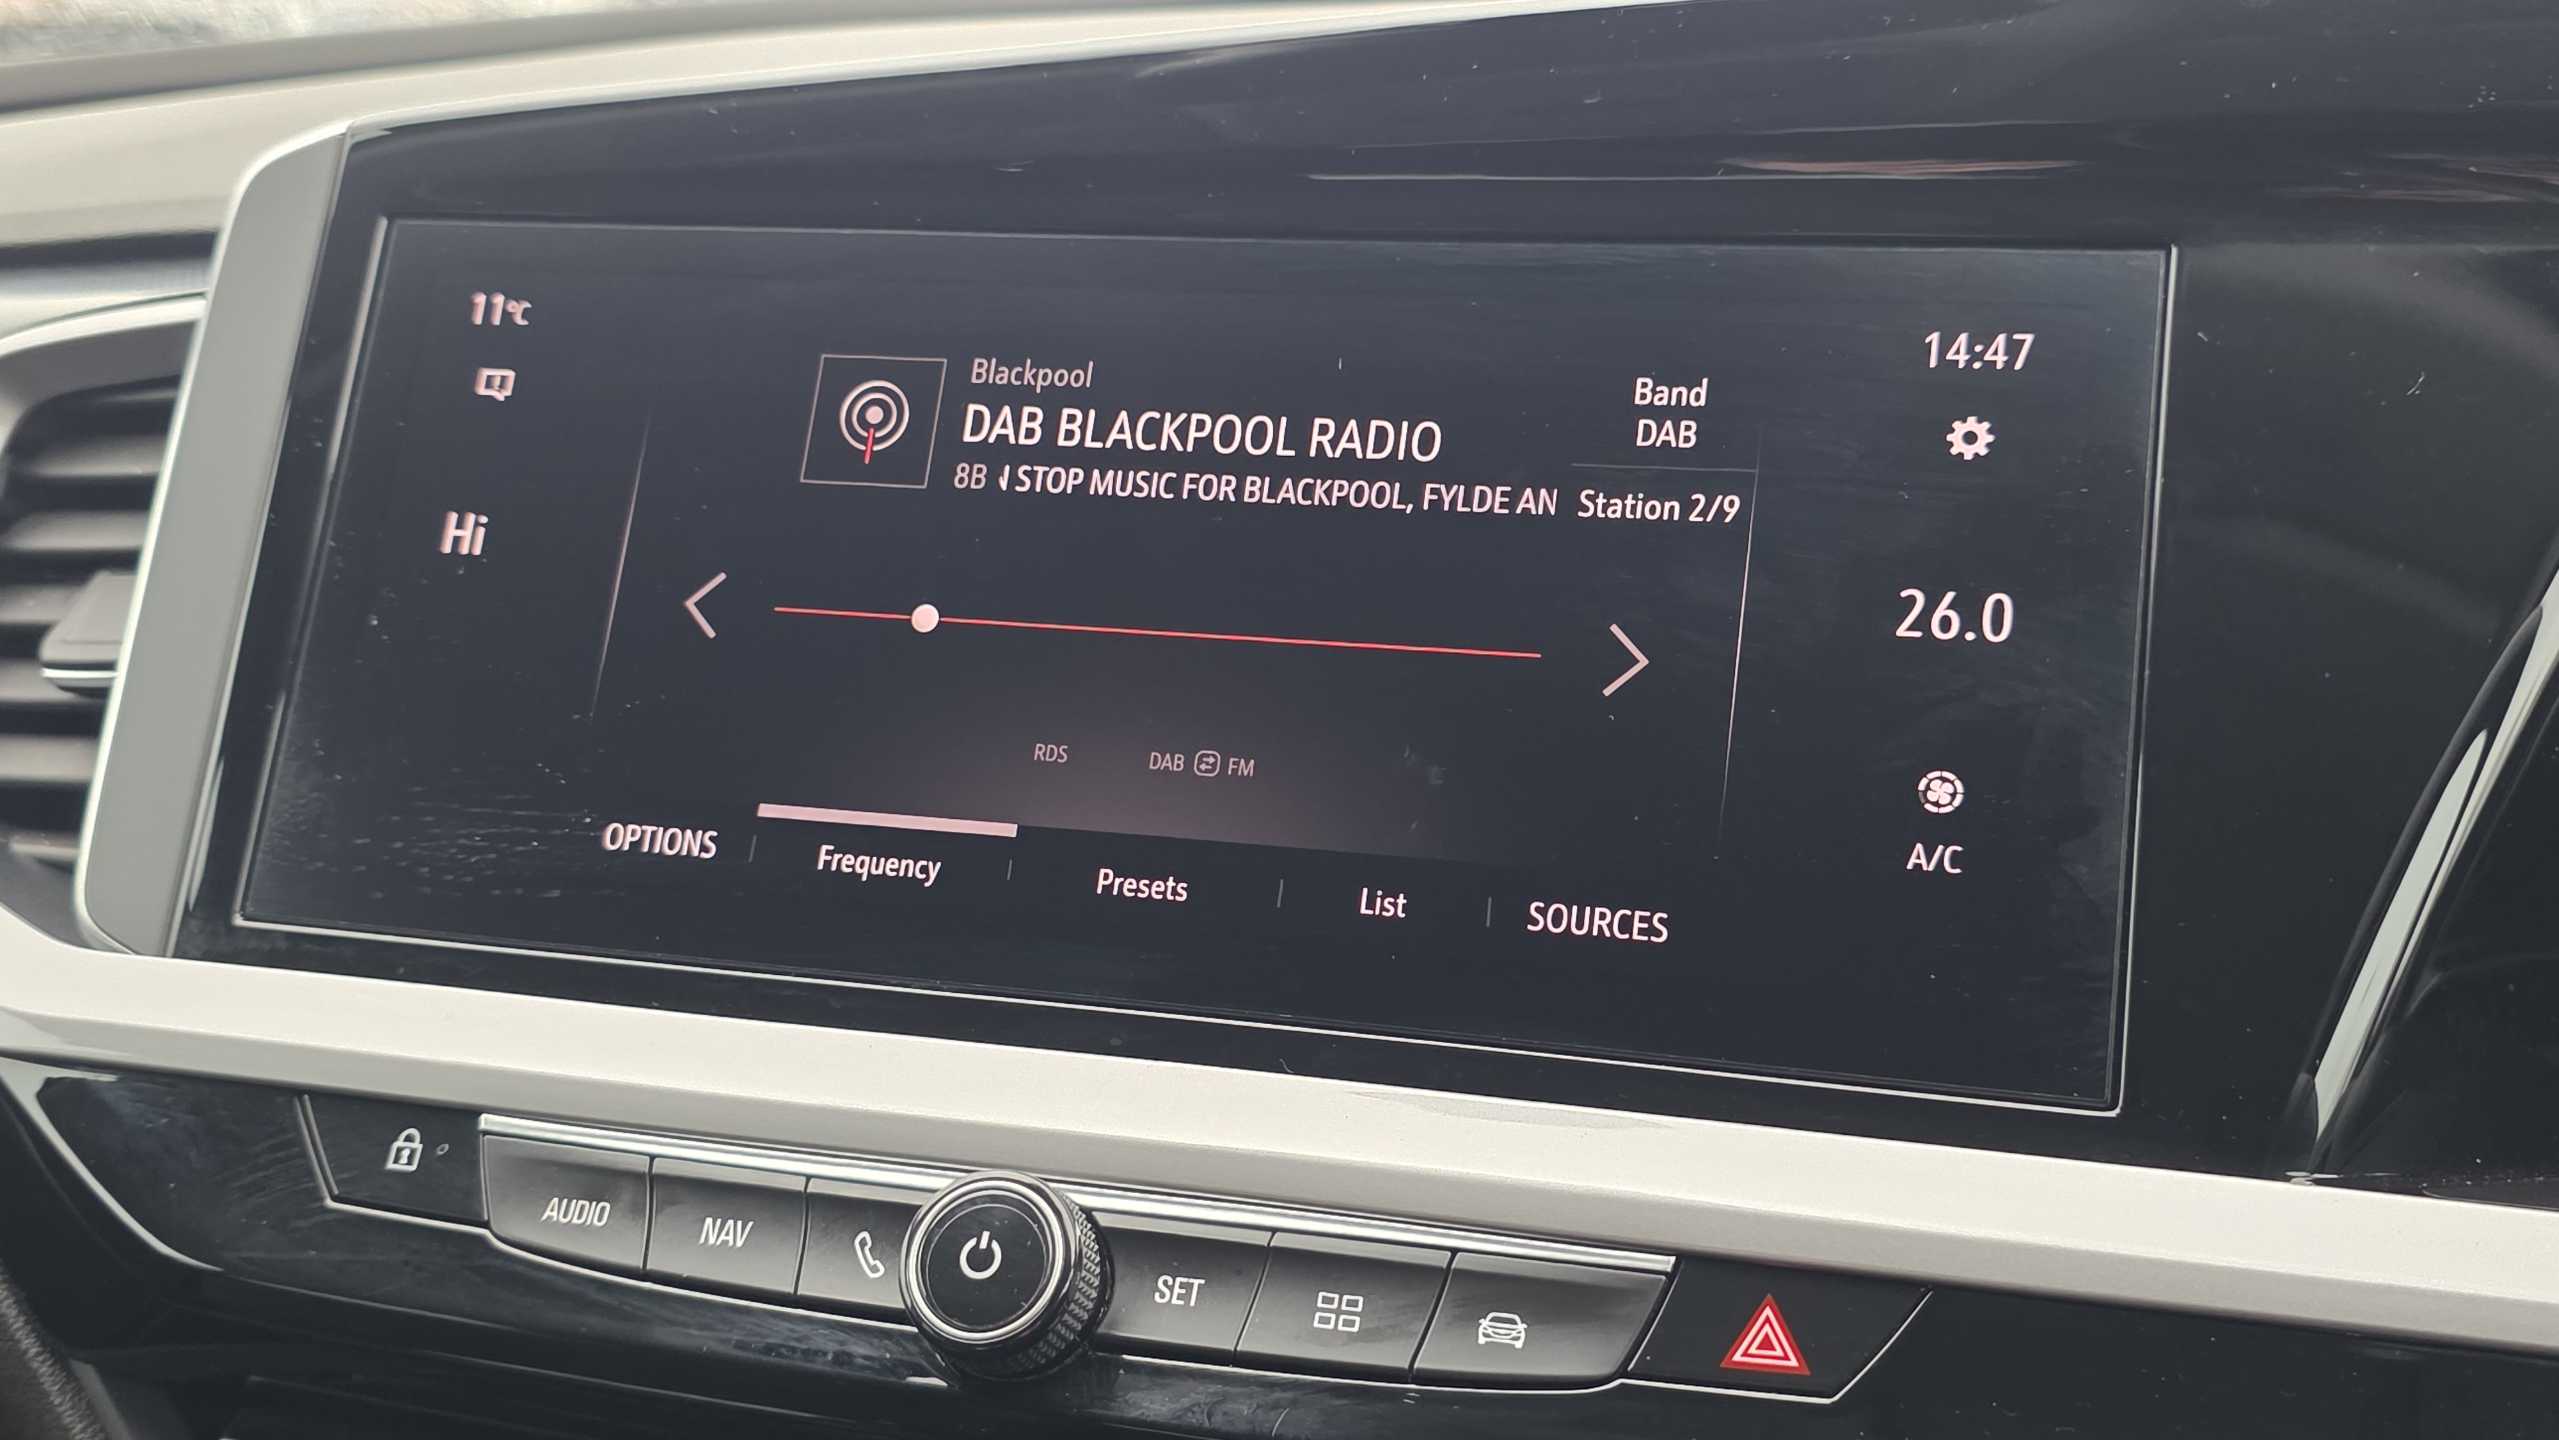 11°C
14:47
Blackpool
Band
DAB BLACKPOOL RADIO
DAB
8B STOP MUSIC FOR BLACKPOOL, FYLDE AN
Station 2/9
Hi
26.0
RDS
DAB FM
A/C
OPTIONS
Frequency
Presets
List
SOURCES
AUDIO
NAV
SET